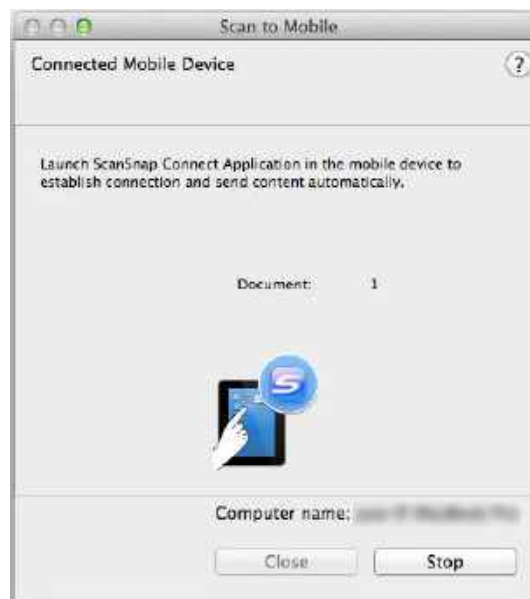 Scan to Mobile
Connected Mobile Device
?
Launch ScanSnap Connect Application in the mobile device to
establish connection and send content automatically.
Document: 1
S
Computer name:
Close
Stop